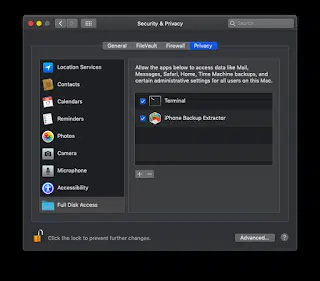 Security & Privacy
Search
General
FileVault
Firewall
Privacy
Location Services
Contacts
Calendars
Reminders
Photos
Camera
Microphone
Accessibility
Full Disk Access
Allow the apps below to access data like Mail,
Messages, Safari, Home, Time Machine backups, and
certain administrative settings for all users on this Mac.
Terminal
iPhone Backup Extractor
+ −
Click the lock to prevent further changes.
Advanced...
?